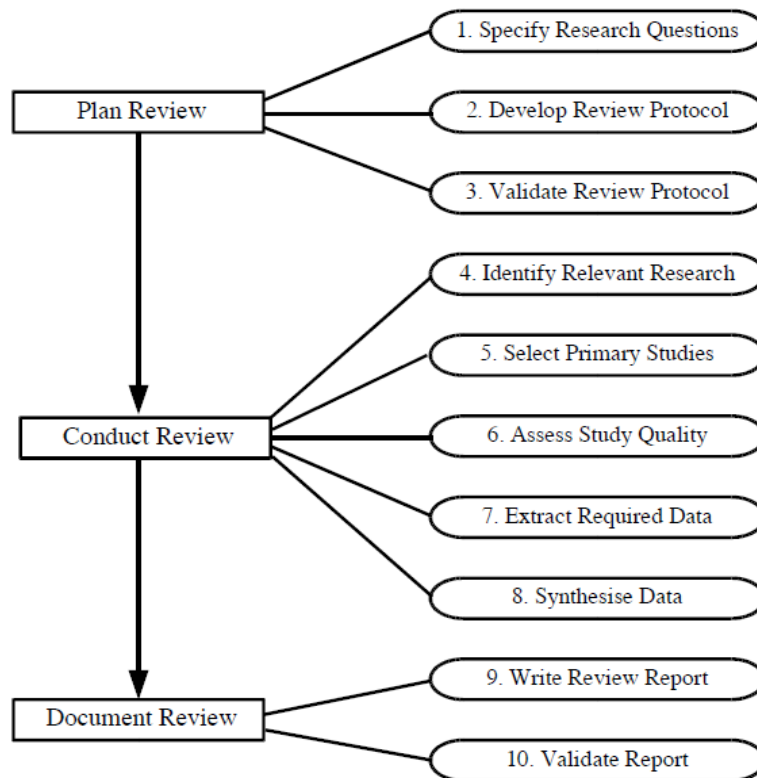 1. Specify Research Questions
Plan Review
2. Develop Review Protocol
3. Validate Review Protocol
4. Identify Relevant Research
5. Select Primary Studies
Conduct Review
6. Assess Study Quality
7. Extract Required Data
8. Synthesise Data
9. Write Review Report
Document Review
10. Validate Report